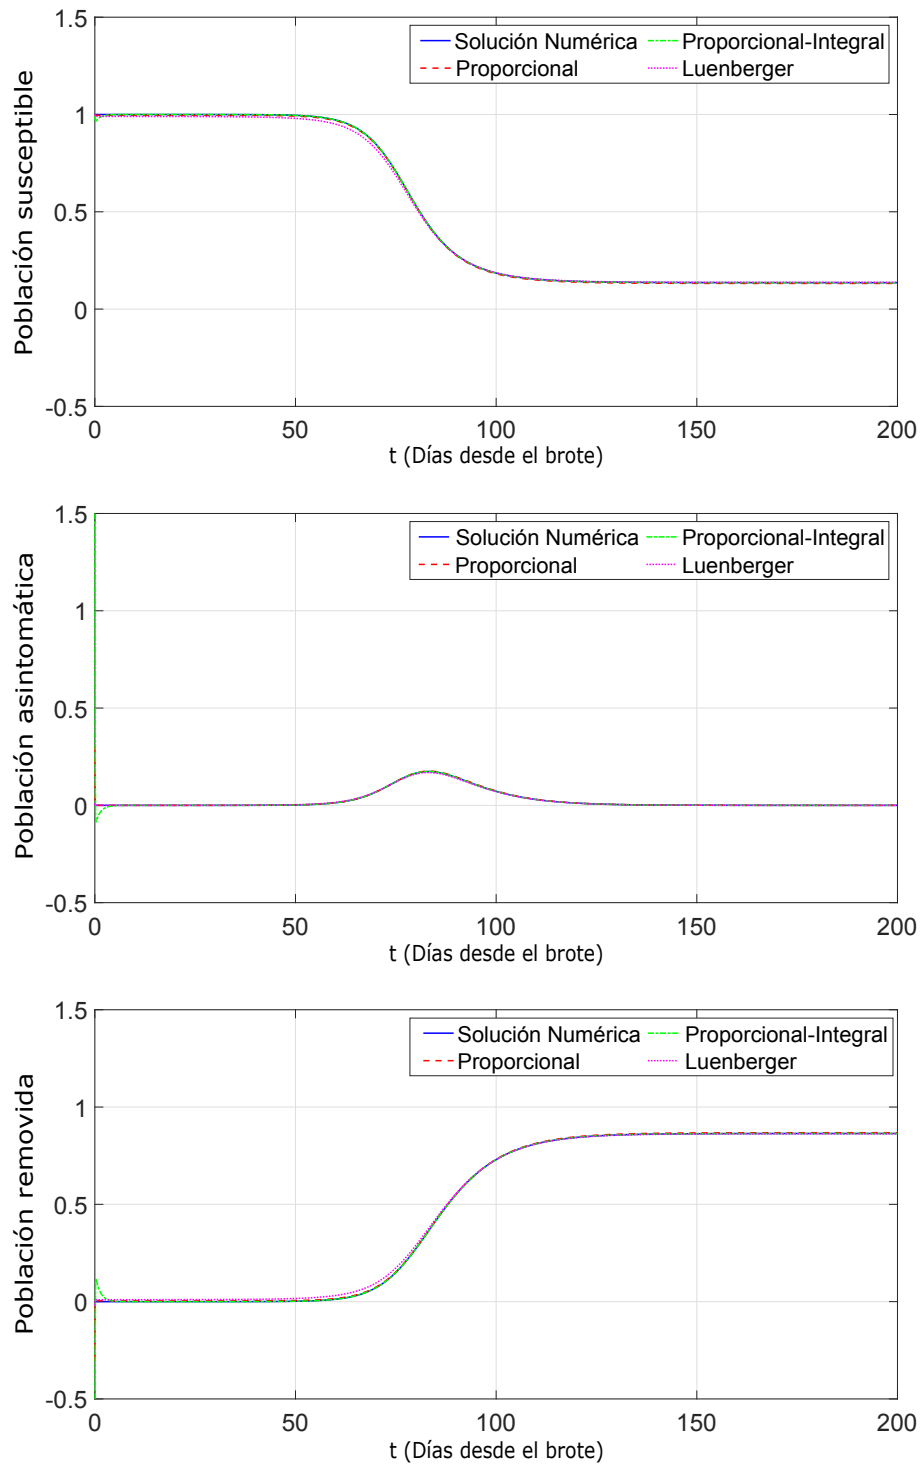 1.5
Solución Numérica
Proporcional-Integral
Proporcional
Luenberger
1
0.5
0
-0.5
Población susceptible
0
50
100
150
200
t (Días desde el brote)
1.5
Solución Numérica
Proporcional-Integral
Proporcional
Luenberger
1
0.5
0
-0.5
Población asintomática
0
50
100
150
200
t (Días desde el brote)
1.5
Solución Numérica
Proporcional-Integral
Proporcional
Luenberger
1
0.5
0
-0.5
Población removida
0
50
100
150
200
t (Días desde el brote)